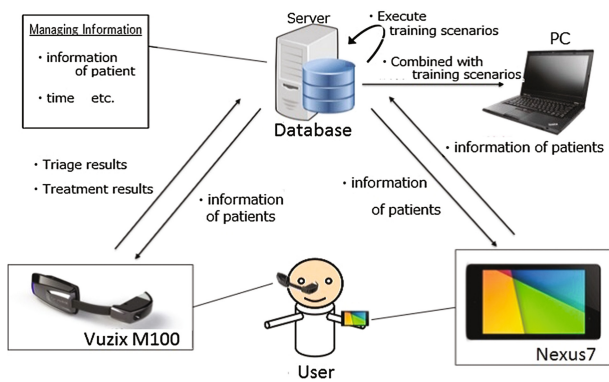 Managing Information
・information
of patient
・time etc.
Server
Database
・Execute
training scenarios
・Combined with
training scenarios
PC
・information of patients
・Triage results
・Treatment results
・information
of patients
・information
of patients
Vuzix M100
User
Nexus7